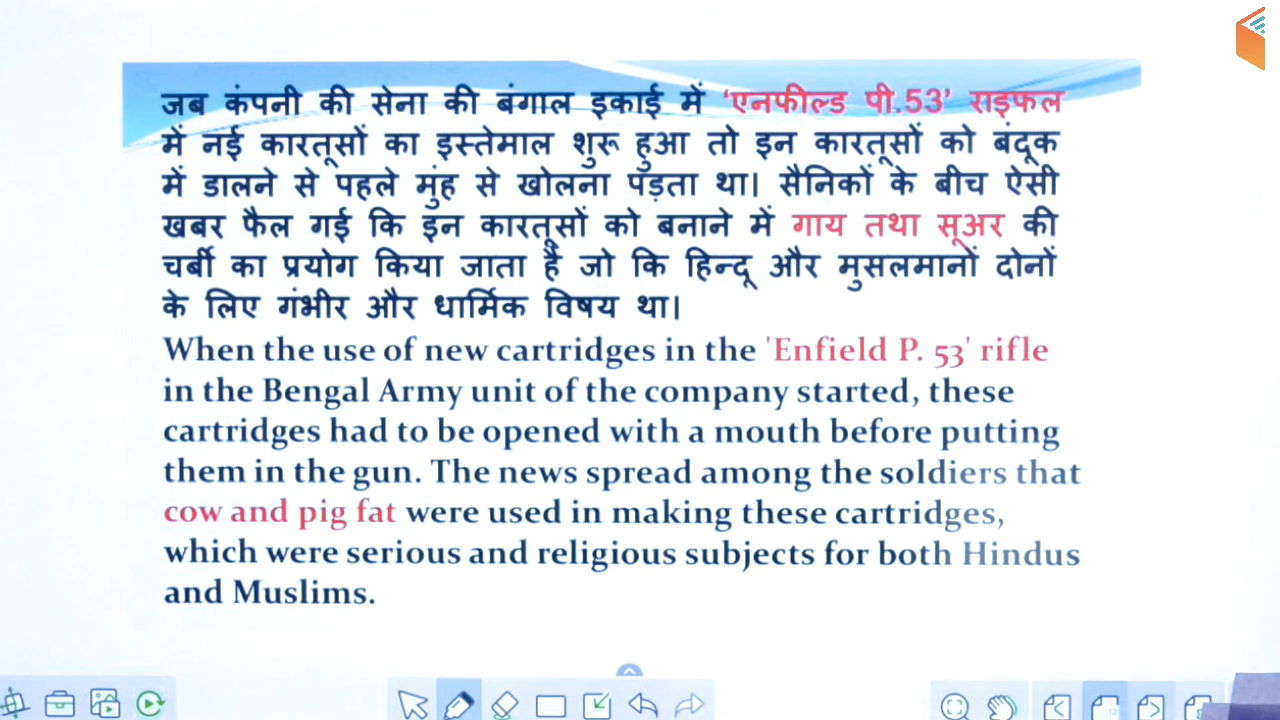 जब कंपनी की सेना की बंगाल इकाई में ‘एनफील्ड पी.53’ राइफल
में नई कारतूसों का इस्तेमाल शुरू हुआ तो इन कारतूसों को बंदूक
में डालने से पहले मुंह से खोलना पड़ता था। सैनिकों के बीच ऐसी
खबर फैल गई कि इन कारतूसों को बनाने में गाय तथा सूअर की
चर्बी का प्रयोग किया जाता है जो कि हिन्दू और मुसलमानों दोनों
के लिए गंभीर और धार्मिक विषय था।
When the use of new cartridges in the 'Enfield P. 53' rifle
in the Bengal Army unit of the company started, these
cartridges had to be opened with a mouth before putting
them in the gun. The news spread among the soldiers that
cow and pig fat were used in making these cartridges,
which were serious and religious subjects for both Hindus
and Muslims.